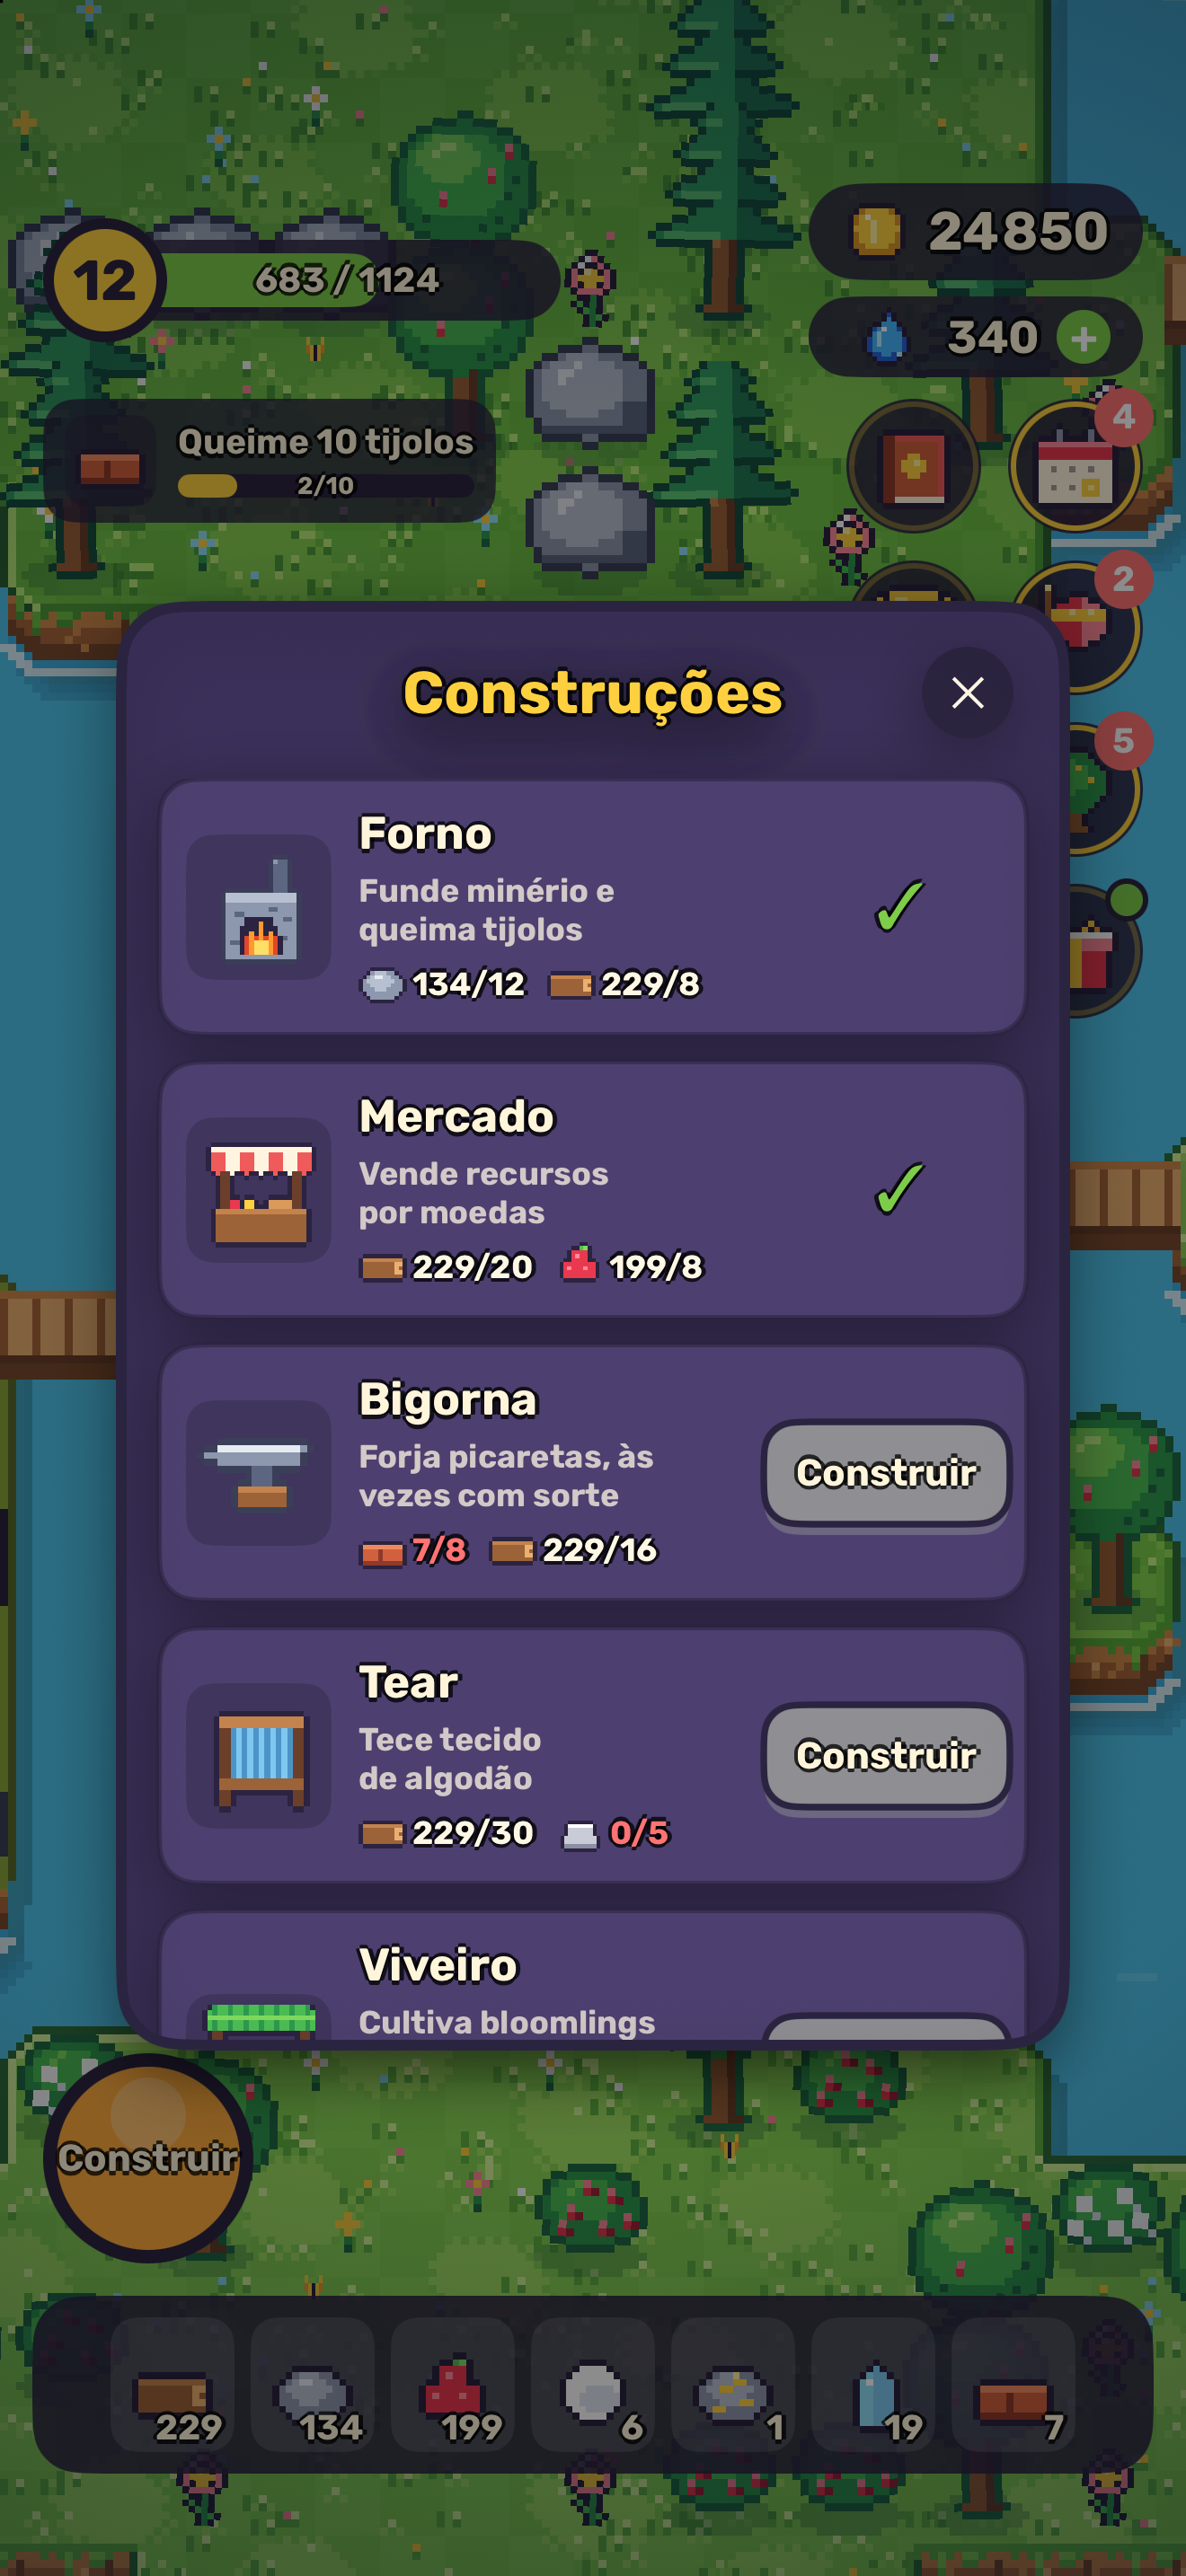 24850
12
683 / 1124
340
+
4
Queime 10 tijolos
2/10
2
Construções
5
Forno
Funde minério e
queima tijolos
134/12 229/8
Mercado
Vende recursos
por moedas
229/20 199/8
Bigorna
Forja picaretas, às
vezes com sorte
7/8 229/16
Construir
Tear
Tece tecido
de algodão
229/30 0/5
Construir
Viveiro
Cultiva bloomlings
Construir
229 134 199 6 1 19 7